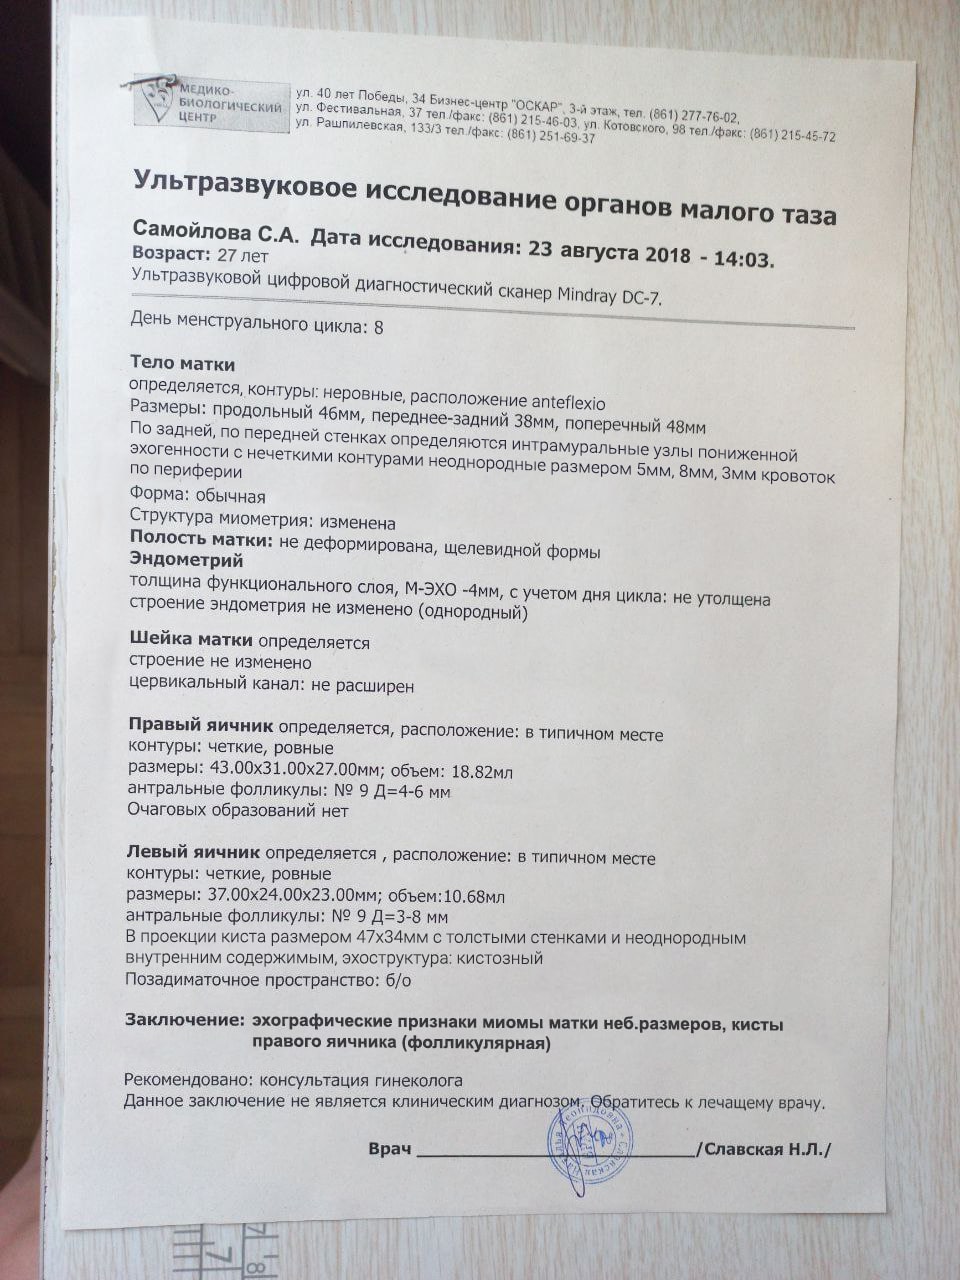 МЕДИКО-
БИОЛОГИЧЕСКИЙ
ЦЕНТР
ул. 40 лет Победы, 34 Бизнес-центр "ОСКАР", 3-й этаж, тел. (861) 277-76-02,
ул. Фестивальная, 37 тел./факс: (861) 215-46-03, ул. Котовского, 98 тел./факс: (861) 215-45-72
ул. Рашпилевская, 133/3 тел./факс: (861) 251-69-37
Ультразвуковое исследование органов малого таза
Самойлова С.А. Дата исследования: 23 августа 2018 - 14:03.
Возраст: 27 лет
Ультразвуковой цифровой диагностический сканер Mindray DC-7.
День менструального цикла: 8
Тело матки
определяется, контуры: неровные, расположение anteflexio
Размеры: продольный 46мм, переднее-задний 38мм, поперечный 48мм
По задней, по передней стенках определяются интрамуральные узлы пониженной
эхогенности с нечеткими контурами неоднородные размером 5мм, 8мм, 3мм кровоток
по периферии
Форма: обычная
Структура миометрия: изменена
Полость матки: не деформирована, щелевидной формы
Эндометрий
толщина функционального слоя, М-ЭХО -4мм, с учетом дня цикла: не утолщена
строение эндометрия не изменено (однородный)
Шейка матки определяется
строение не изменено
цервикальный канал: не расширен
Правый яичник определяется, расположение: в типичном месте
контуры: четкие, ровные
размеры: 43.00x31.00x27.00мм; объем: 18.82мл
антральные фолликулы: № 9 Д=4-6 мм
Очаговых образований нет
Левый яичник определяется , расположение: в типичном месте
контуры: четкие, ровные
размеры: 37.00x24.00x23.00мм; объем:10.68мл
антральные фолликулы: № 9 Д=3-8 мм
В проекции киста размером 47x34мм с толстыми стенками и неоднородным
внутренним содержимым, эхоструктура: кистозный
Позадиматочное пространство: б/о
Заключение: эхографические признаки миомы матки неб.размеров, кисты
правого яичника (фолликулярная)
Рекомендовано: консультация гинеколога
Данное заключение не является клиническим диагнозом. Обратитесь к лечащему врачу.
Врач /Славская Н.Л./
7
8